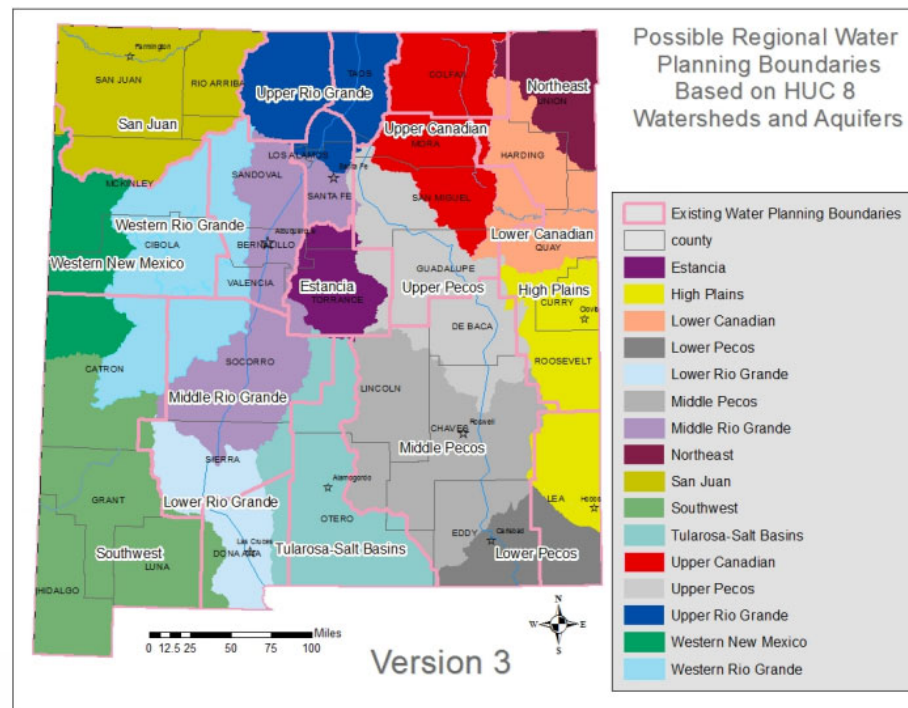 Possible Regional Water
Planning Boundaries
Based on HUC 8
Watersheds and Aquifers
Farmington
SAN JUAN
RIO ARRIBA
TAOS
COLFAX
UNION
Northeast
Upper Rio Grande
San Juan
Upper Canadian
MORA
LOS ALAMOS
HARDING
SANDOVAL
Santa Fe
SANTA FE
MCKINLEY
SAN MIGUEL
Western Rio Grande
Lower Canadian
Albuquerque
BERNALILLO
CIBOLA
QUAY
Western New Mexico
GUADALUPE
VALENCIA
Estancia
Upper Pecos
High Plains
TORRANCE
CURRY
Clovis
DE BACA
SOCORRO
ROOSEVELT
CATRON
LINCOLN
Middle Rio Grande
CHAVES
Roswell
Middle Pecos
SIERRA
Alamogordo
LEA
Hobbs
GRANT
Lower Rio Grande
OTERO
EDDY
Carlsbad
Las Cruces
Southwest
DONA ANA
Tularosa-Salt Basins
Lower Pecos
LUNA
HIDALGO
Miles
0 12.5 25 50 75 100
Version 3
N
W E
S
Existing Water Planning Boundaries
county
Estancia
High Plains
Lower Canadian
Lower Pecos
Lower Rio Grande
Middle Pecos
Middle Rio Grande
Northeast
San Juan
Southwest
Tularosa-Salt Basins
Upper Canadian
Upper Pecos
Upper Rio Grande
Western New Mexico
Western Rio Grande